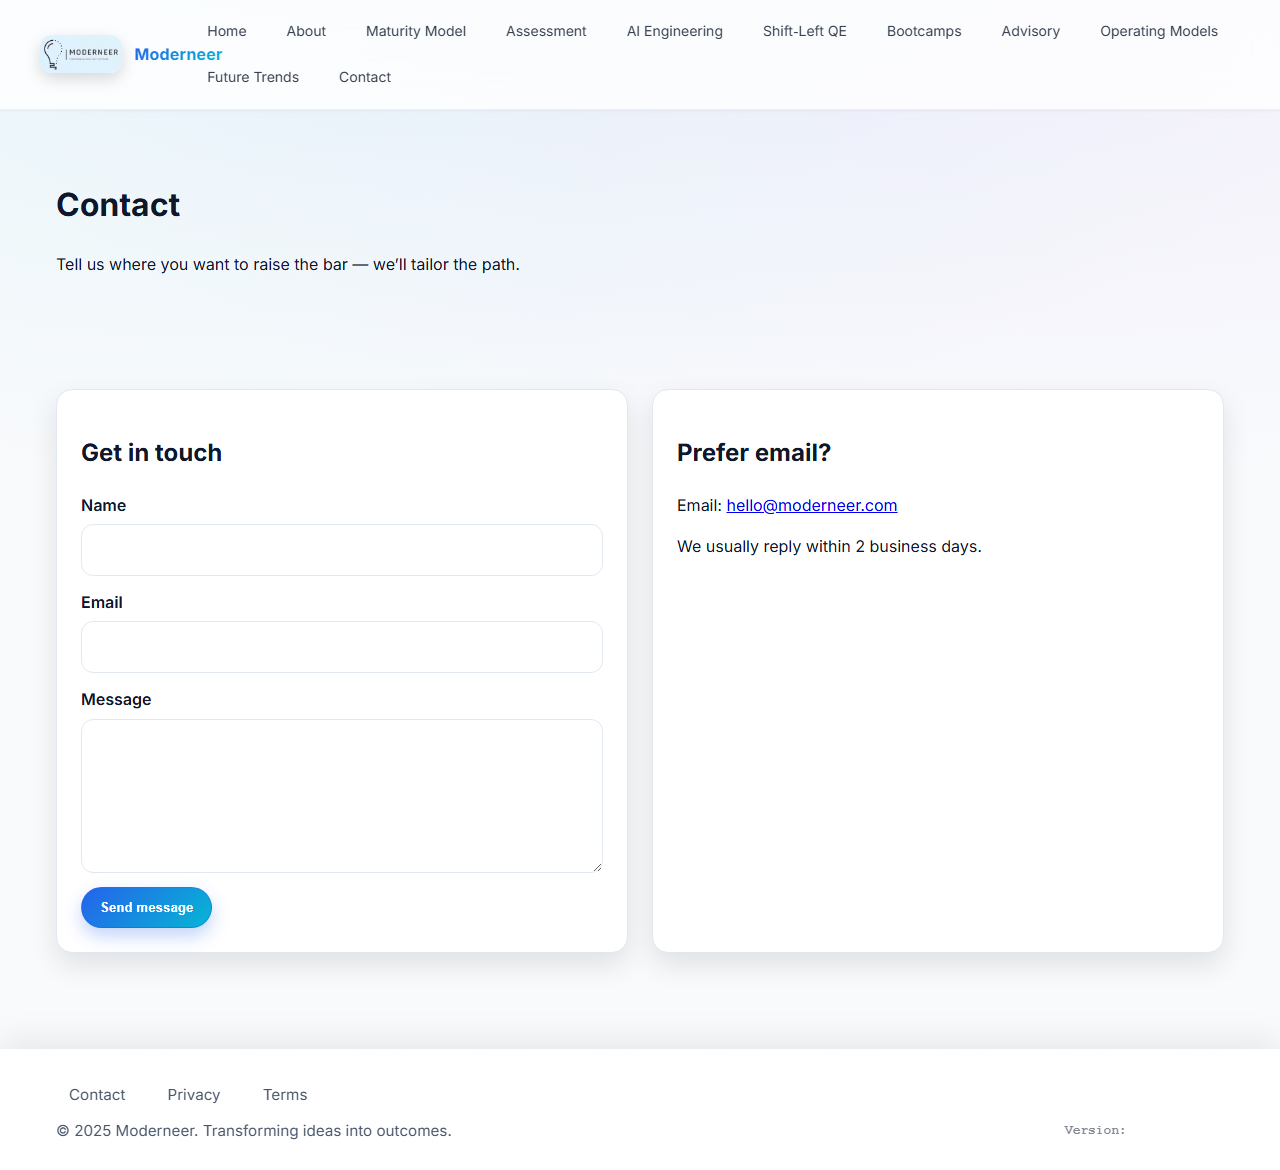 MODERNEER
Moderneer
Home About Maturity Model Assessment AI Engineering Shift-Left QE Bootcamps Advisory Operating Models
Future Trends Contact
Contact
Tell us where you want to raise the bar — we’ll tailor the path.
Get in touch
Name
Email
Message
Send message
Prefer email?
Email: hello@moderneer.com
We usually reply within 2 business days.
Contact Privacy Terms
© 2025 Moderneer. Transforming ideas into outcomes.
Version: